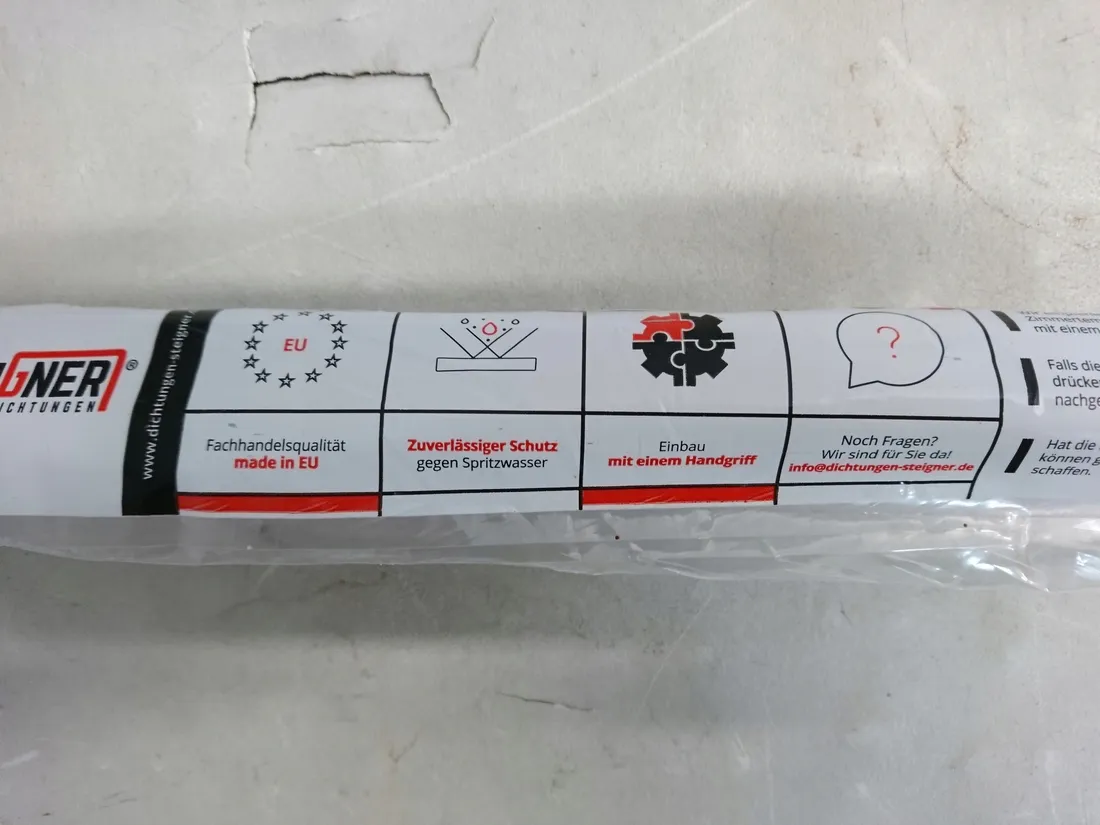 GNER®
ICHTUNGEN
www.dichtungen-steigner.
EU
Fachhandelsqualität
made in EU
Zuverlässiger Schutz
gegen Spritzwasser
Einbau
mit einem Handgriff
?
Noch Fragen?
Wir sind für Sie da!
info@dichtungen-steigner.de
mit einem
Falls die
drücke
nachge
Hat die
können g
schaffen.